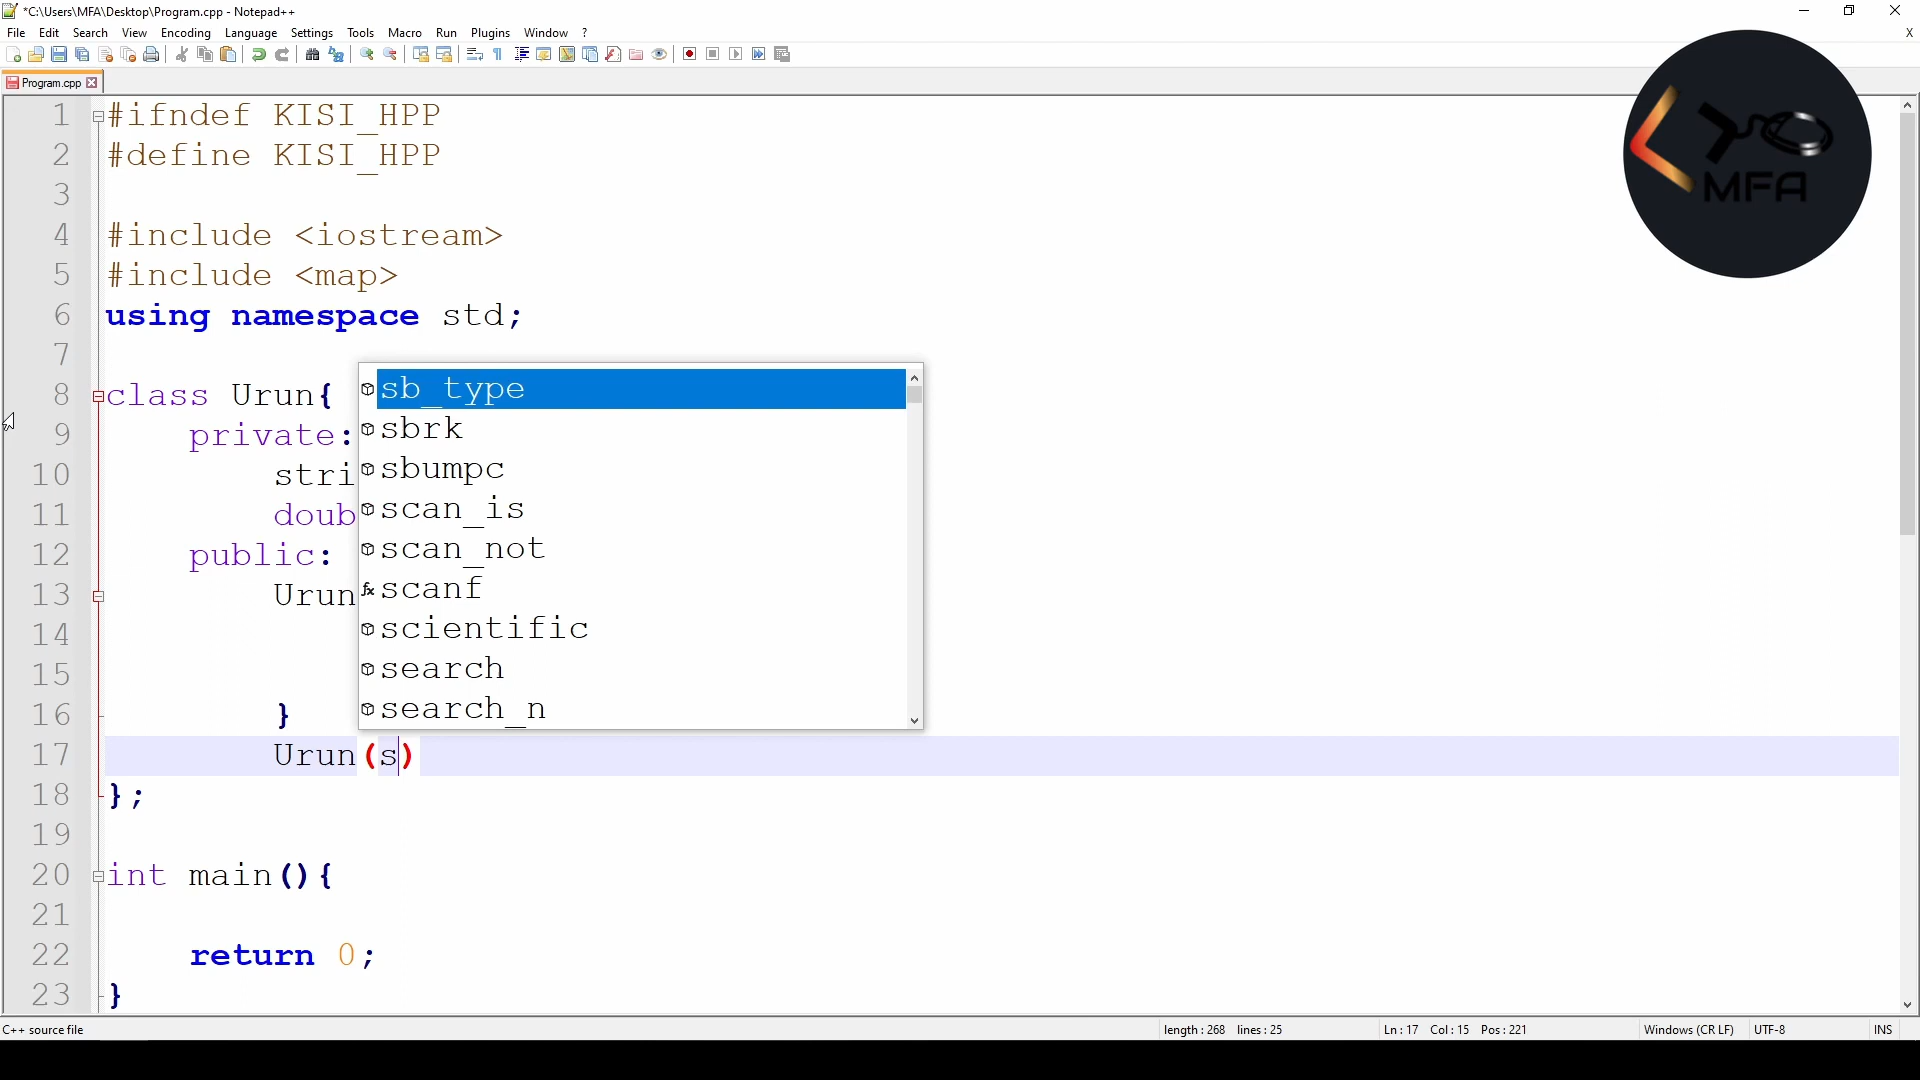 *C:\Users\MFA\Desktop\Program.cpp - Notepad++
File Edit Search View Encoding Language Settings Tools Macro Run Plugins Window ? X
Program.cpp
MFA
1 #ifndef KISI_HPP
2 #define KISI_HPP
3
4 #include <iostream>
5 #include <map>
6 using namespace std;
7
8 class Urun{
9 private:
10 stri
11 doub
12 public:
13 Urun
14
15
16 }
17 Urun(s)
18 };
19
20 int main(){
21
22 return 0;
23 }
sb_type
sbrk
sbumpc
scan_is
scan_not
scanf
scientific
search
search_n
C++ source file length : 268 lines : 25 Ln : 17 Col : 15 Pos : 221 Windows (CR LF) UTF-8 INS